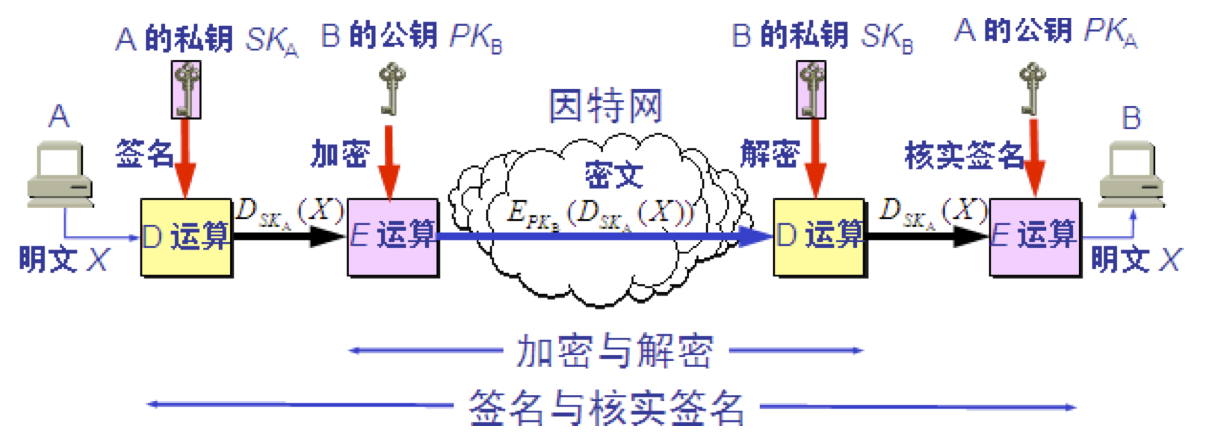 A 的私钥 SK_A
B 的公钥 PK_B
B 的私钥 SK_B
A 的公钥 PK_A
因特网
A
B
签名
加密
密文
解密
核实签名
D 运算
D_{SK_A}(X)
E 运算
E_{PK_B}(D_{SK_A}(X))
D 运算
D_{SK_A}(X)
E 运算
明文 X
明文 X
加密与解密
签名与核实签名